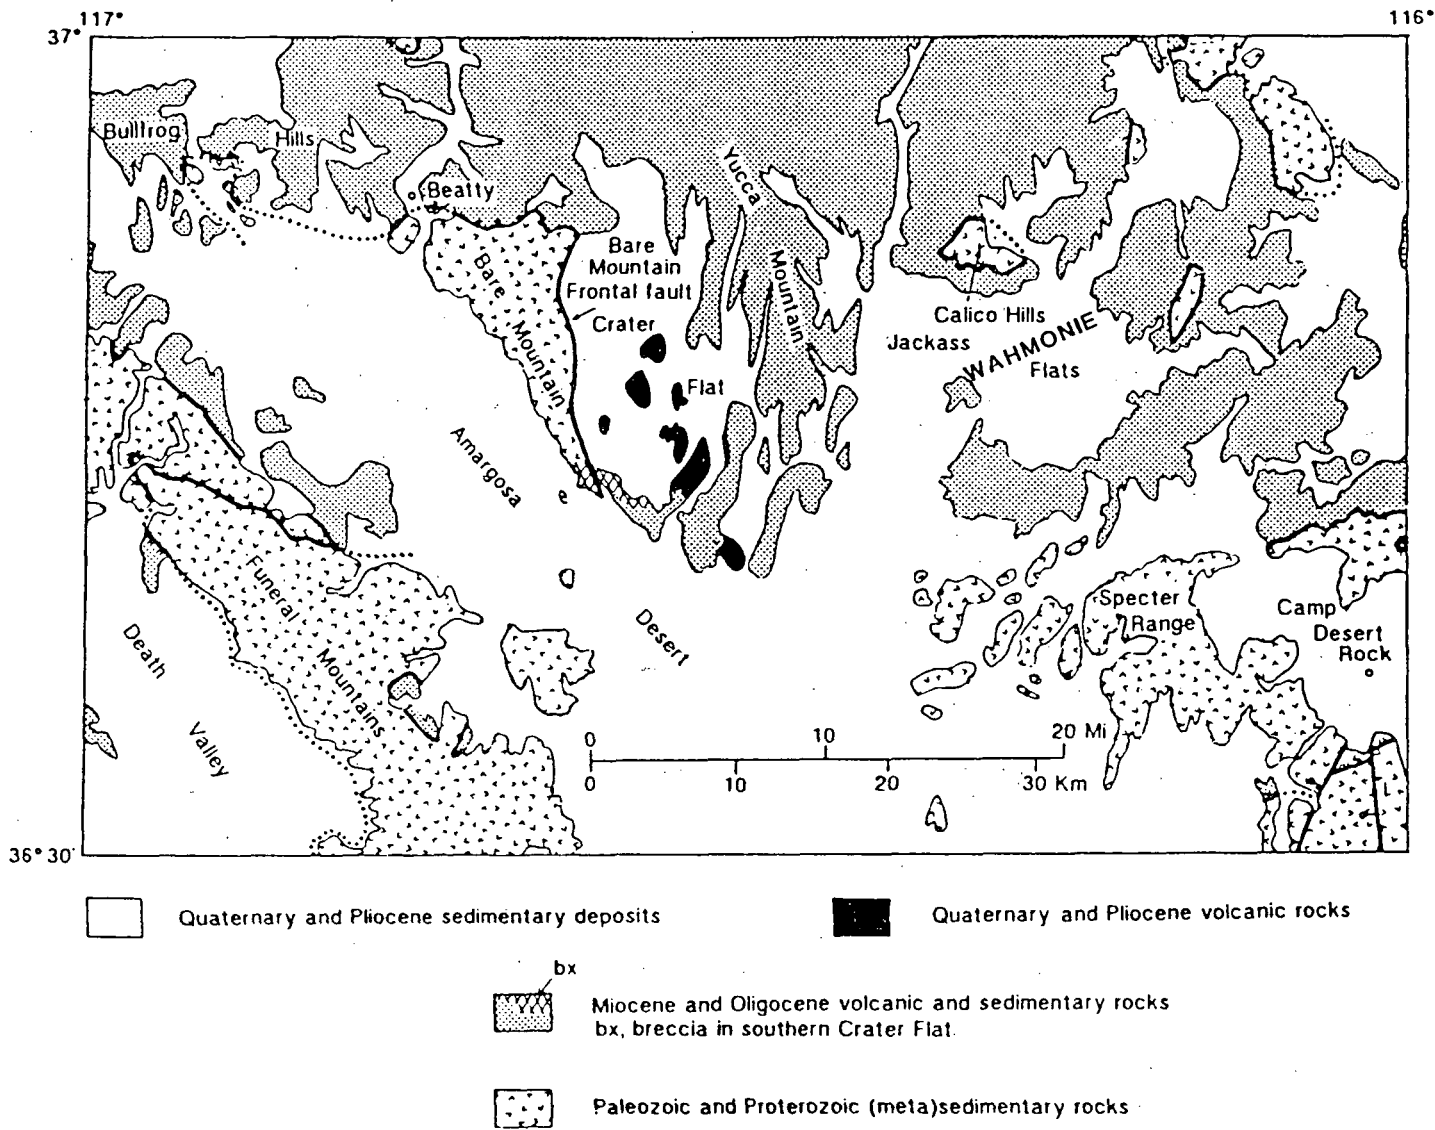 117°
116°
37°
Bullfrog
Hills
Beatty
Yucca
Mountain
Bare
Mountain
Bare
Mountain
Frontal fault
Crater
Flat
Calico Hills
Jackass
WAHMONIE
Flats
Amargosa
Desert
Funeral
Mountains
Death
Valley
Specter
Range
Camp
Desert
Rock
0 10 20 Mi
0 10 20 30 Km
36° 30'
Quaternary and Pliocene sedimentary deposits
Quaternary and Pliocene volcanic rocks
bx
Miocene and Oligocene volcanic and sedimentary rocks
bx, breccia in southern Crater Flat
Paleozoic and Proterozoic (meta)sedimentary rocks